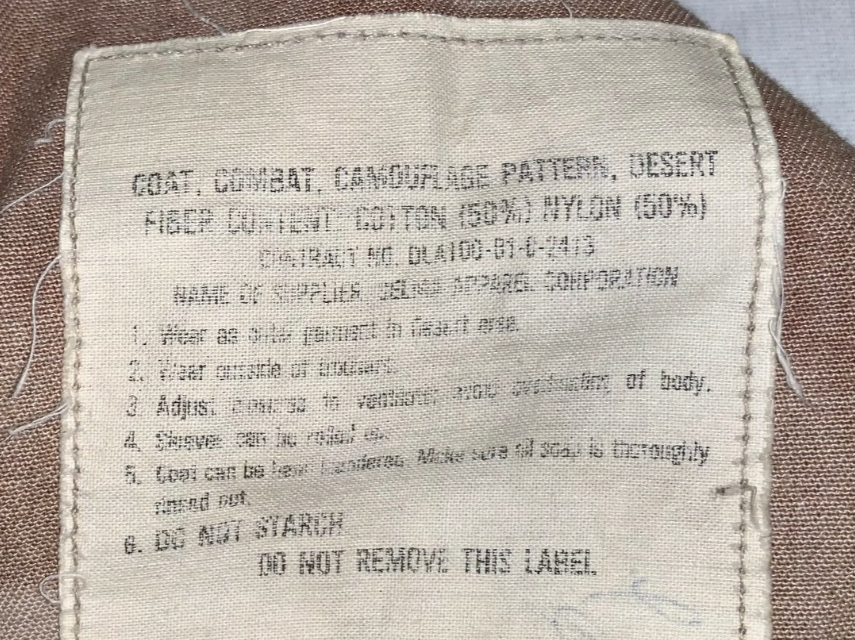 COAT, COMBAT, CAMOUFLAGE PATTERN, DESERT
FIBER CONTENT: COTTON (50%) NYLON (50%)
CONTRACT NO. DLA100-81-C-2413
NAME OF SUPPLIER, APPAREL CORPORATION
1. Wear as outer garment in desert area.
2. Wear outside of trousers.
3 Adjust closures to ventilate; avoid overheating of body.
4. Sleeves can be rolled up.
5. Coat can be hand laundered. Make sure all soap is thoroughly
rinsed out.
6. DO NOT STARCH
DO NOT REMOVE THIS LABEL